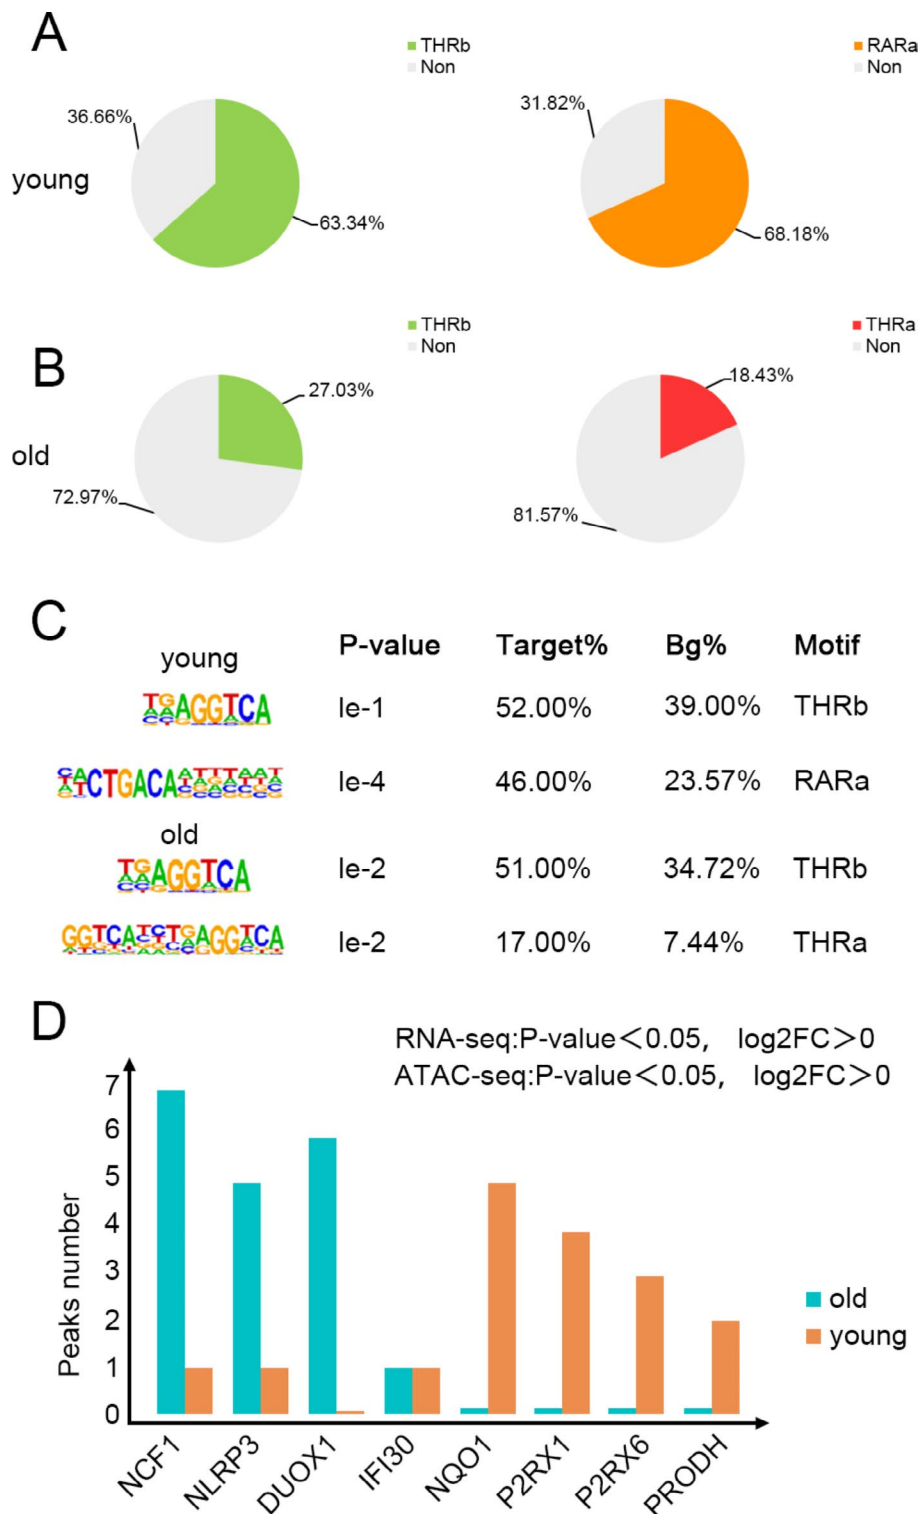 A
THRb
Non
RARa
Non
36.66%
31.82%
young
63.34%
68.18%
B
THRb
Non
THRa
Non
27.03%
18.43%
old
72.97%
81.57%
C
young
P-value Target% Bg% Motif
AGGTCA
le-1 52.00% 39.00% THRb
CTGACA
le-4 46.00% 23.57% RARa
old
AGGTCA
le-2 51.00% 34.72% THRb
GGTCA AGGTCA
le-2 17.00% 7.44% THRa
D
RNA-seq:P-value<0.05, log2FC>0
ATAC-seq:P-value<0.05, log2FC>0
Peaks number
7
6
5
4
3
2
1
0
old
young
NCF1 NLRP3 DUOX1 IFI30 NQO1 P2RX1 P2RX6 PRODH